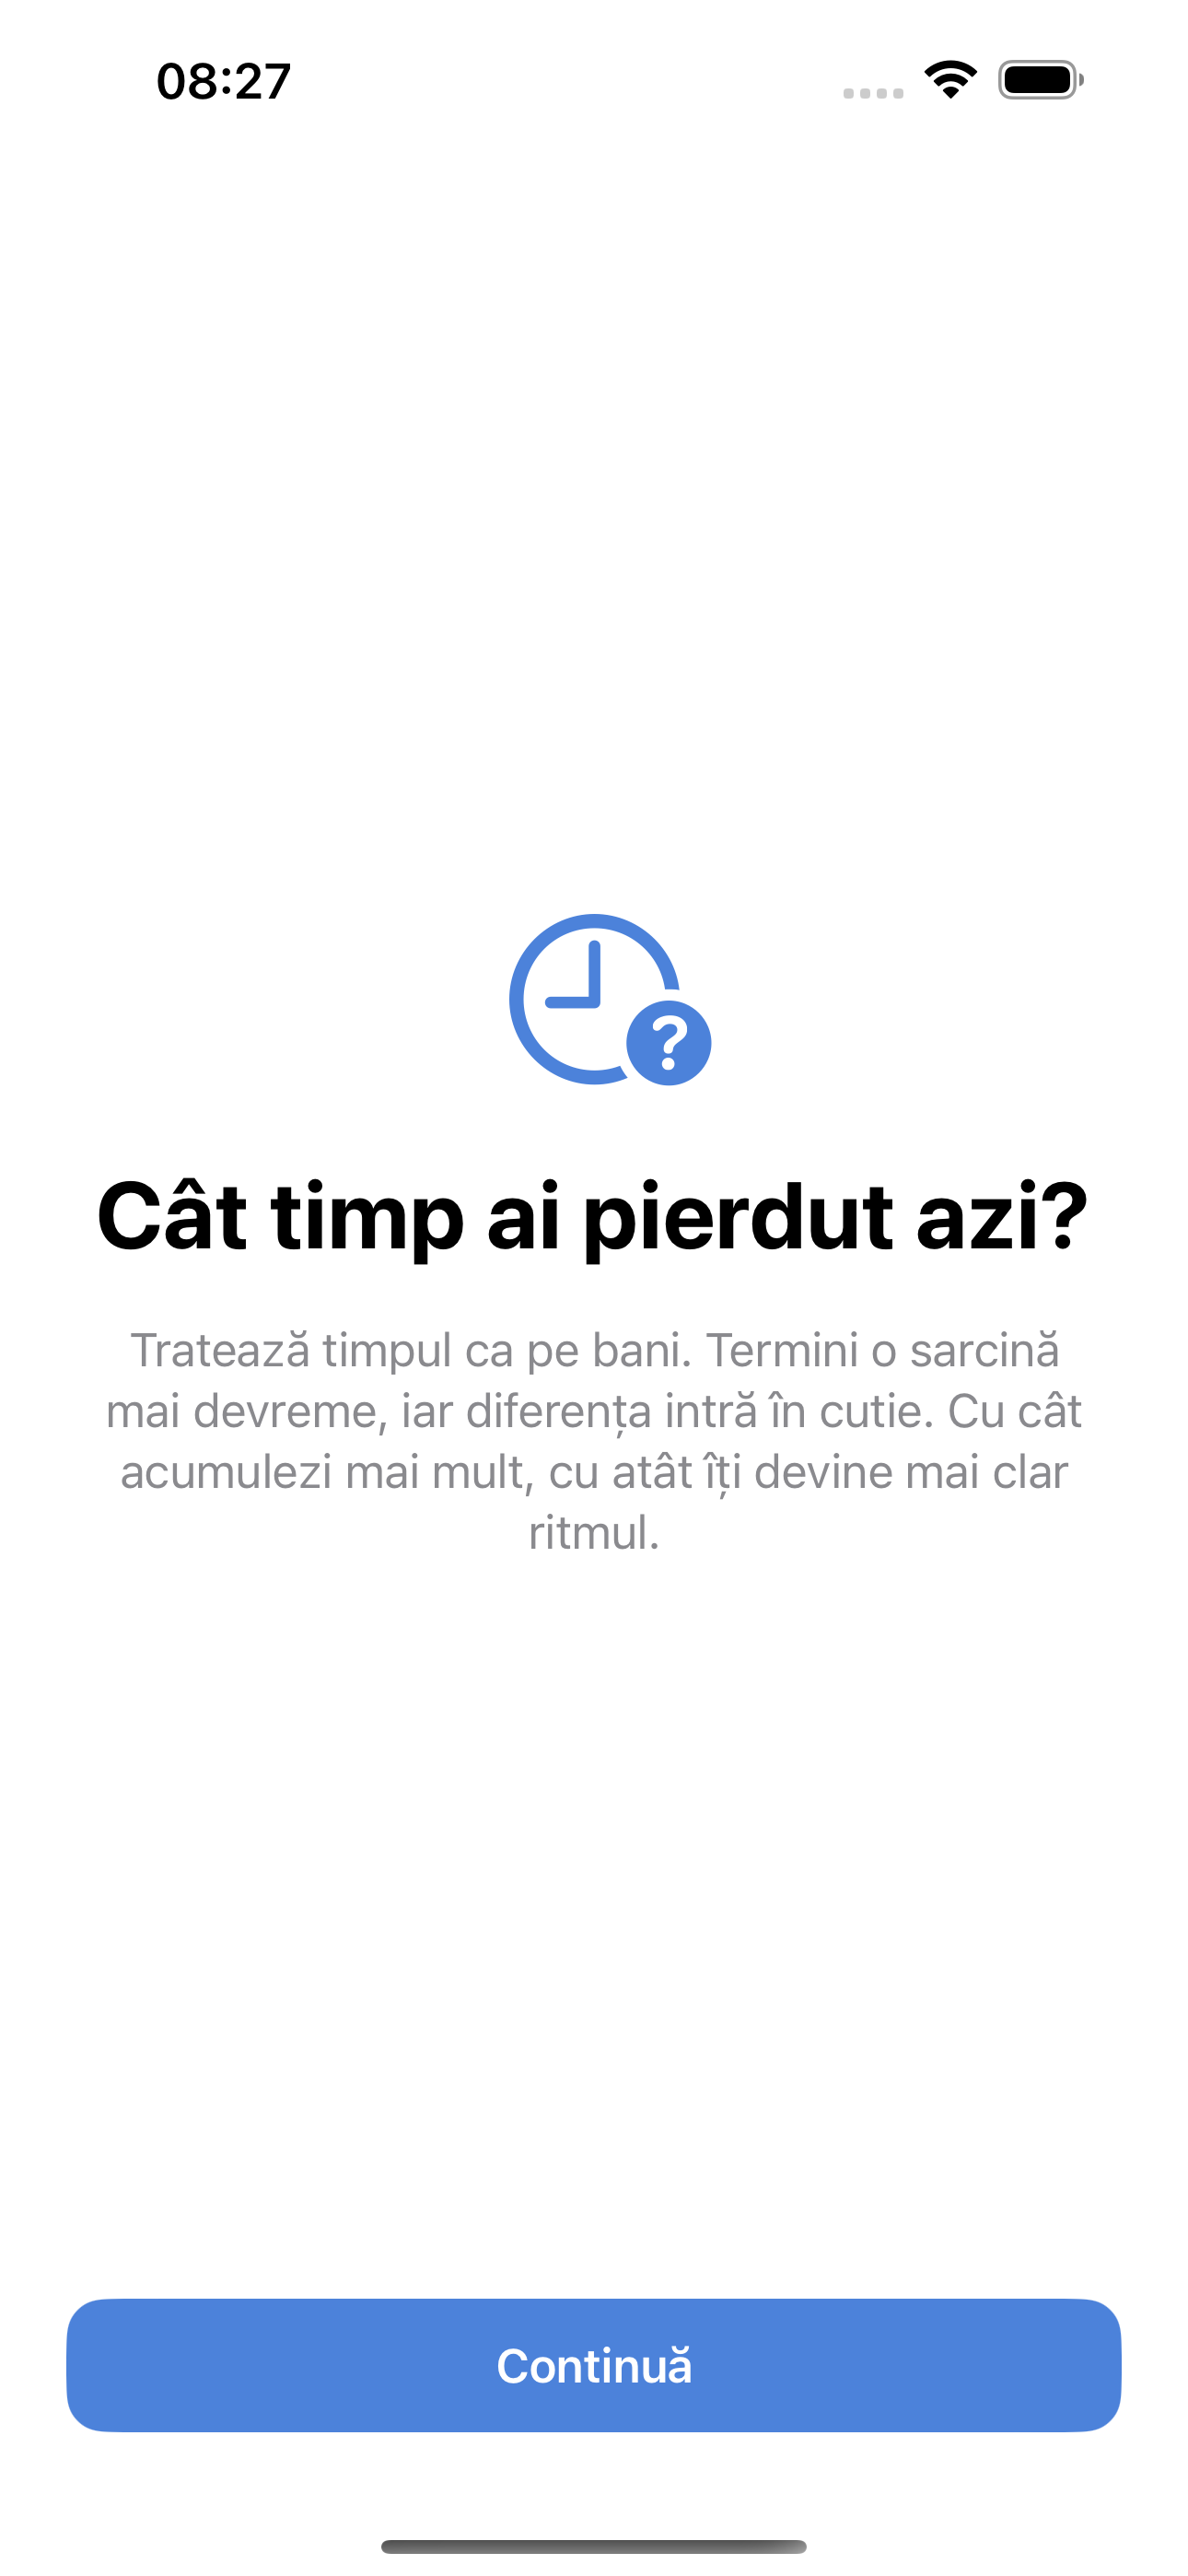 08:27
?
Cât timp ai pierdut azi?
Tratează timpul ca pe bani. Termini o sarcină
mai devreme, iar diferența intră în cutie. Cu cât
acumulezi mai mult, cu atât îți devine mai clar
ritmul.
Continuă